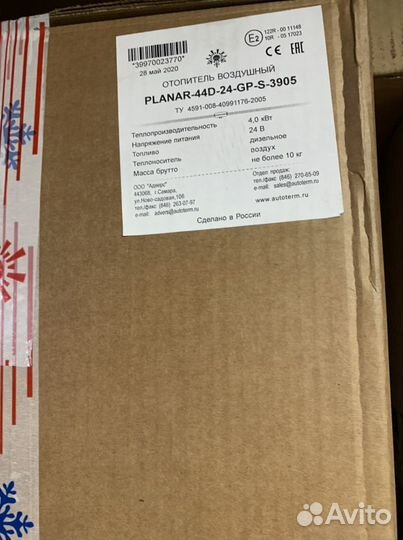 *39970023770*
28 май 2020
E2
122R - 00 11148
10R - 05 17023
CE EAC
ОТОПИТЕЛЬ ВОЗДУШНЫЙ
PLANAR-44D-24-GP-S-3905
ТУ 4591-008-40991176-2005
Теплопроизводительность 4,0 кВт
Напряжение питания 24 В
Топливо дизельное
Теплоноситель воздух
Масса брутто не более 10 кг
ООО "Адверс"
443068, г.Самара,
ул.Ново-садовая,106
тел./факс (846) 263-07-97
e-mail: advers@autoterm.ru
Отдел продаж:
тел./факс (846) 270-65-09
e-mail: sales@autoterm.ru
www.autoterm.ru
Сделано в России
Avito